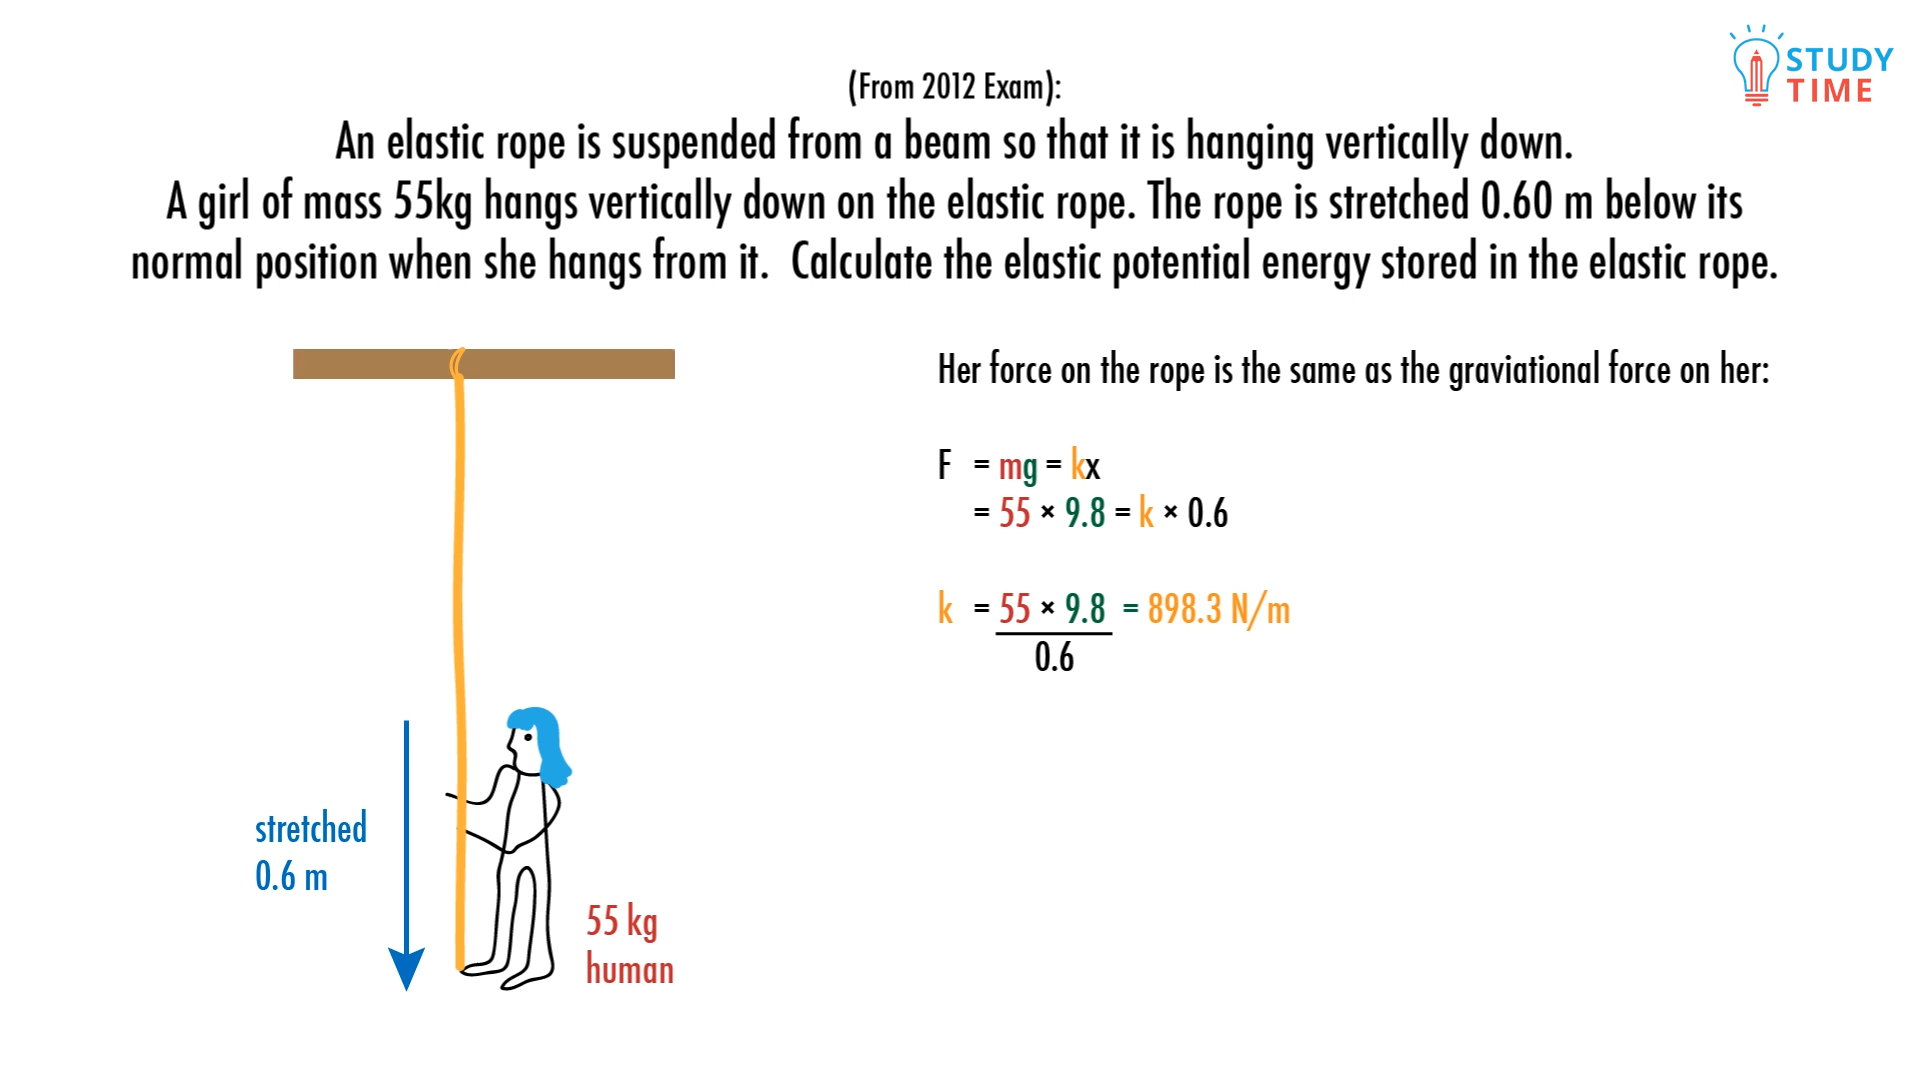 STUDY
TIME
(From 2012 Exam):
An elastic rope is suspended from a beam so that it is hanging vertically down.
A girl of mass 55kg hangs vertically down on the elastic rope. The rope is stretched 0.60 m below its
normal position when she hangs from it.  Calculate the elastic potential energy stored in the elastic rope.
Her force on the rope is the same as the graviational force on her:
F = mg = kx
= 55 × 9.8 = k × 0.6
k = 55 × 9.8 = 898.3 N/m
0.6
stretched
0.6 m
55 kg
human